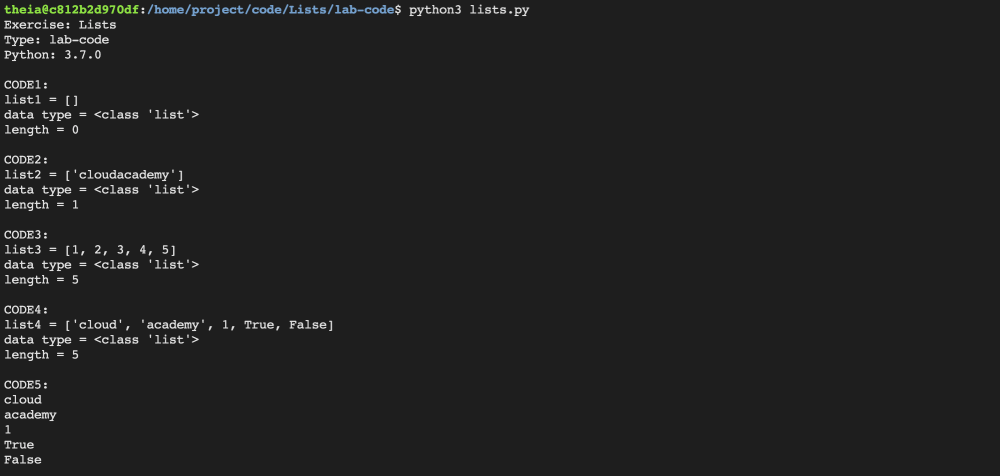 theia@c812b2d970df:/home/project/code/Lists/lab-code$ python3 lists.py
Exercise: Lists
Type: lab-code
Python: 3.7.0

CODE1:
list1 = []
data type = <class 'list'>
length = 0

CODE2:
list2 = ['cloudacademy']
data type = <class 'list'>
length = 1

CODE3:
list3 = [1, 2, 3, 4, 5]
data type = <class 'list'>
length = 5

CODE4:
list4 = ['cloud', 'academy', 1, True, False]
data type = <class 'list'>
length = 5

CODE5:
cloud
academy
1
True
False